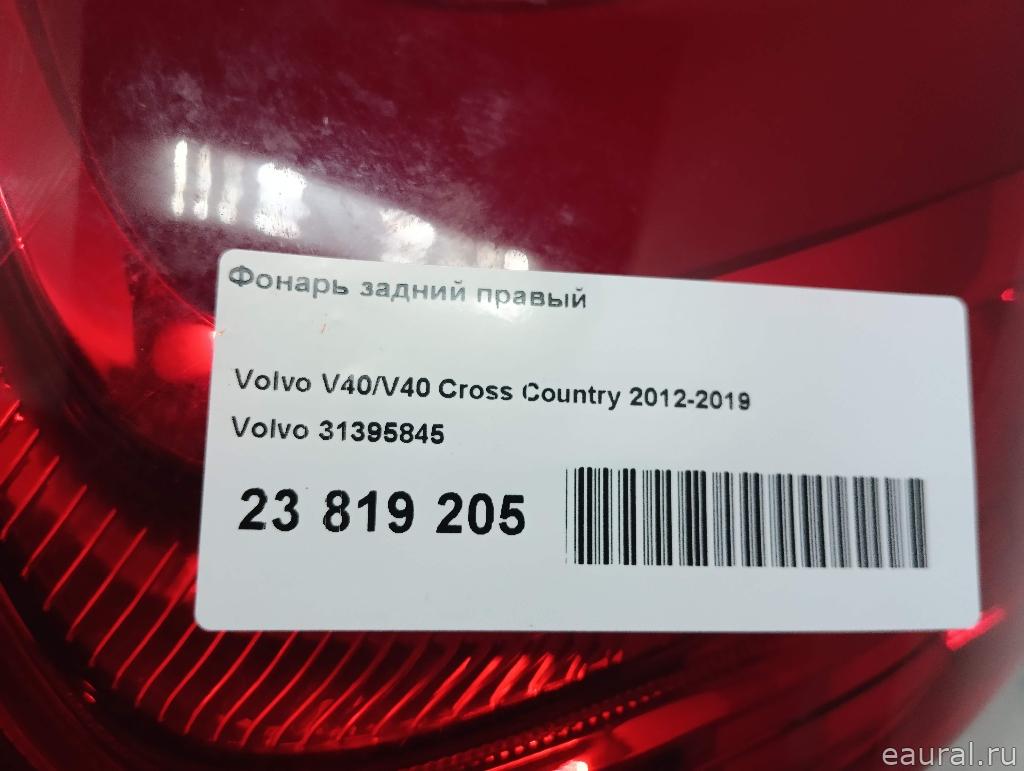 Фонарь задний правый
Volvo V40/V40 Cross Country 2012-2019
Volvo 31395845
23 819 205
eaural.ru